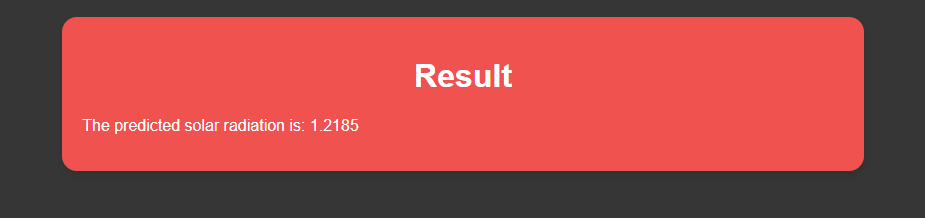 Result
The predicted solar radiation is: 1.2185